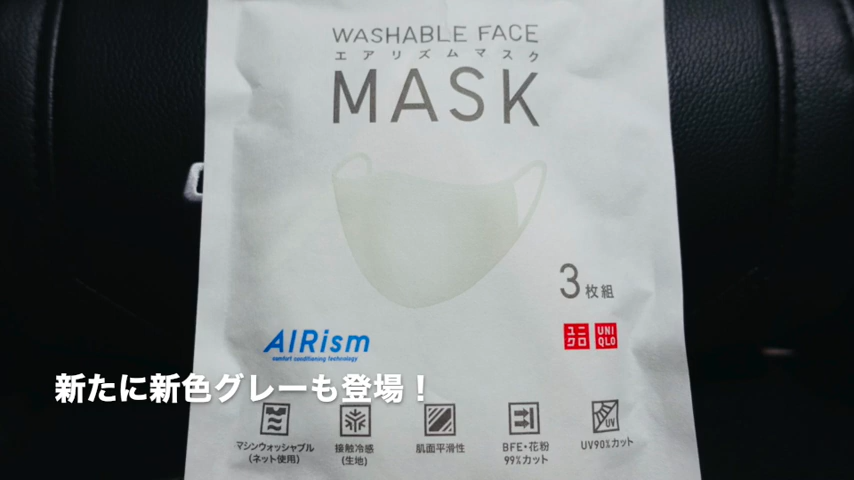 WASHABLE FACE
エアリズムマスク
MASK
3枚組
AIRism
comfort conditioning technology
ユニ
クロ
UNI
QLO
新たに新色グレーも登場！
マシンウォッシャブル
(ネット使用)
接触冷感
(生地)
肌面平滑性
BFE・花粉
99%カット
UV
UV90%カット